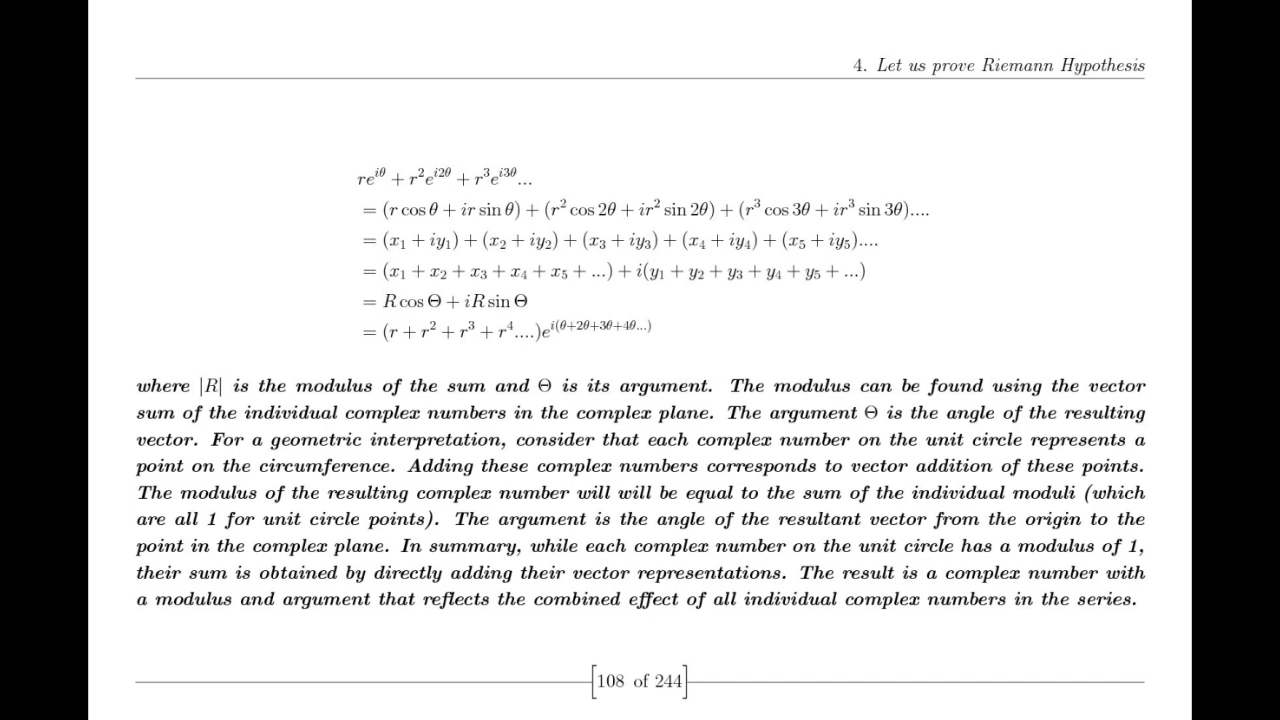 4. Let us prove Riemann Hypothesis
re^{iθ} + r^2e^{i2θ} + r^3e^{i3θ}...
= (r cos θ + ir sin θ) + (r^2 cos 2θ + ir^2 sin 2θ) + (r^3 cos 3θ + ir^3 sin 3θ)....
= (x_1 + iy_1) + (x_2 + iy_2) + (x_3 + iy_3) + (x_4 + iy_4) + (x_5 + iy_5)....
= (x_1 + x_2 + x_3 + x_4 + x_5 + ...) + i(y_1 + y_2 + y_3 + y_4 + y_5 + ...)
= R cos Θ + iR sin Θ
= (r + r^2 + r^3 + r^4....)e^{i(θ+2θ+3θ+4θ...)}
where |R| is the modulus of the sum and Θ is its argument. The modulus can be found using the vector
sum of the individual complex numbers in the complex plane. The argument Θ is the angle of the resulting
vector. For a geometric interpretation, consider that each complex number on the unit circle represents a
point on the circumference. Adding these complex numbers corresponds to vector addition of these points.
The modulus of the resulting complex number will will be equal to the sum of the individual moduli (which
are all 1 for unit circle points). The argument is the angle of the resultant vector from the origin to the
point in the complex plane. In summary, while each complex number on the unit circle has a modulus of 1,
their sum is obtained by directly adding their vector representations. The result is a complex number with
a modulus and argument that reflects the combined effect of all individual complex numbers in the series.
[108 of 244]